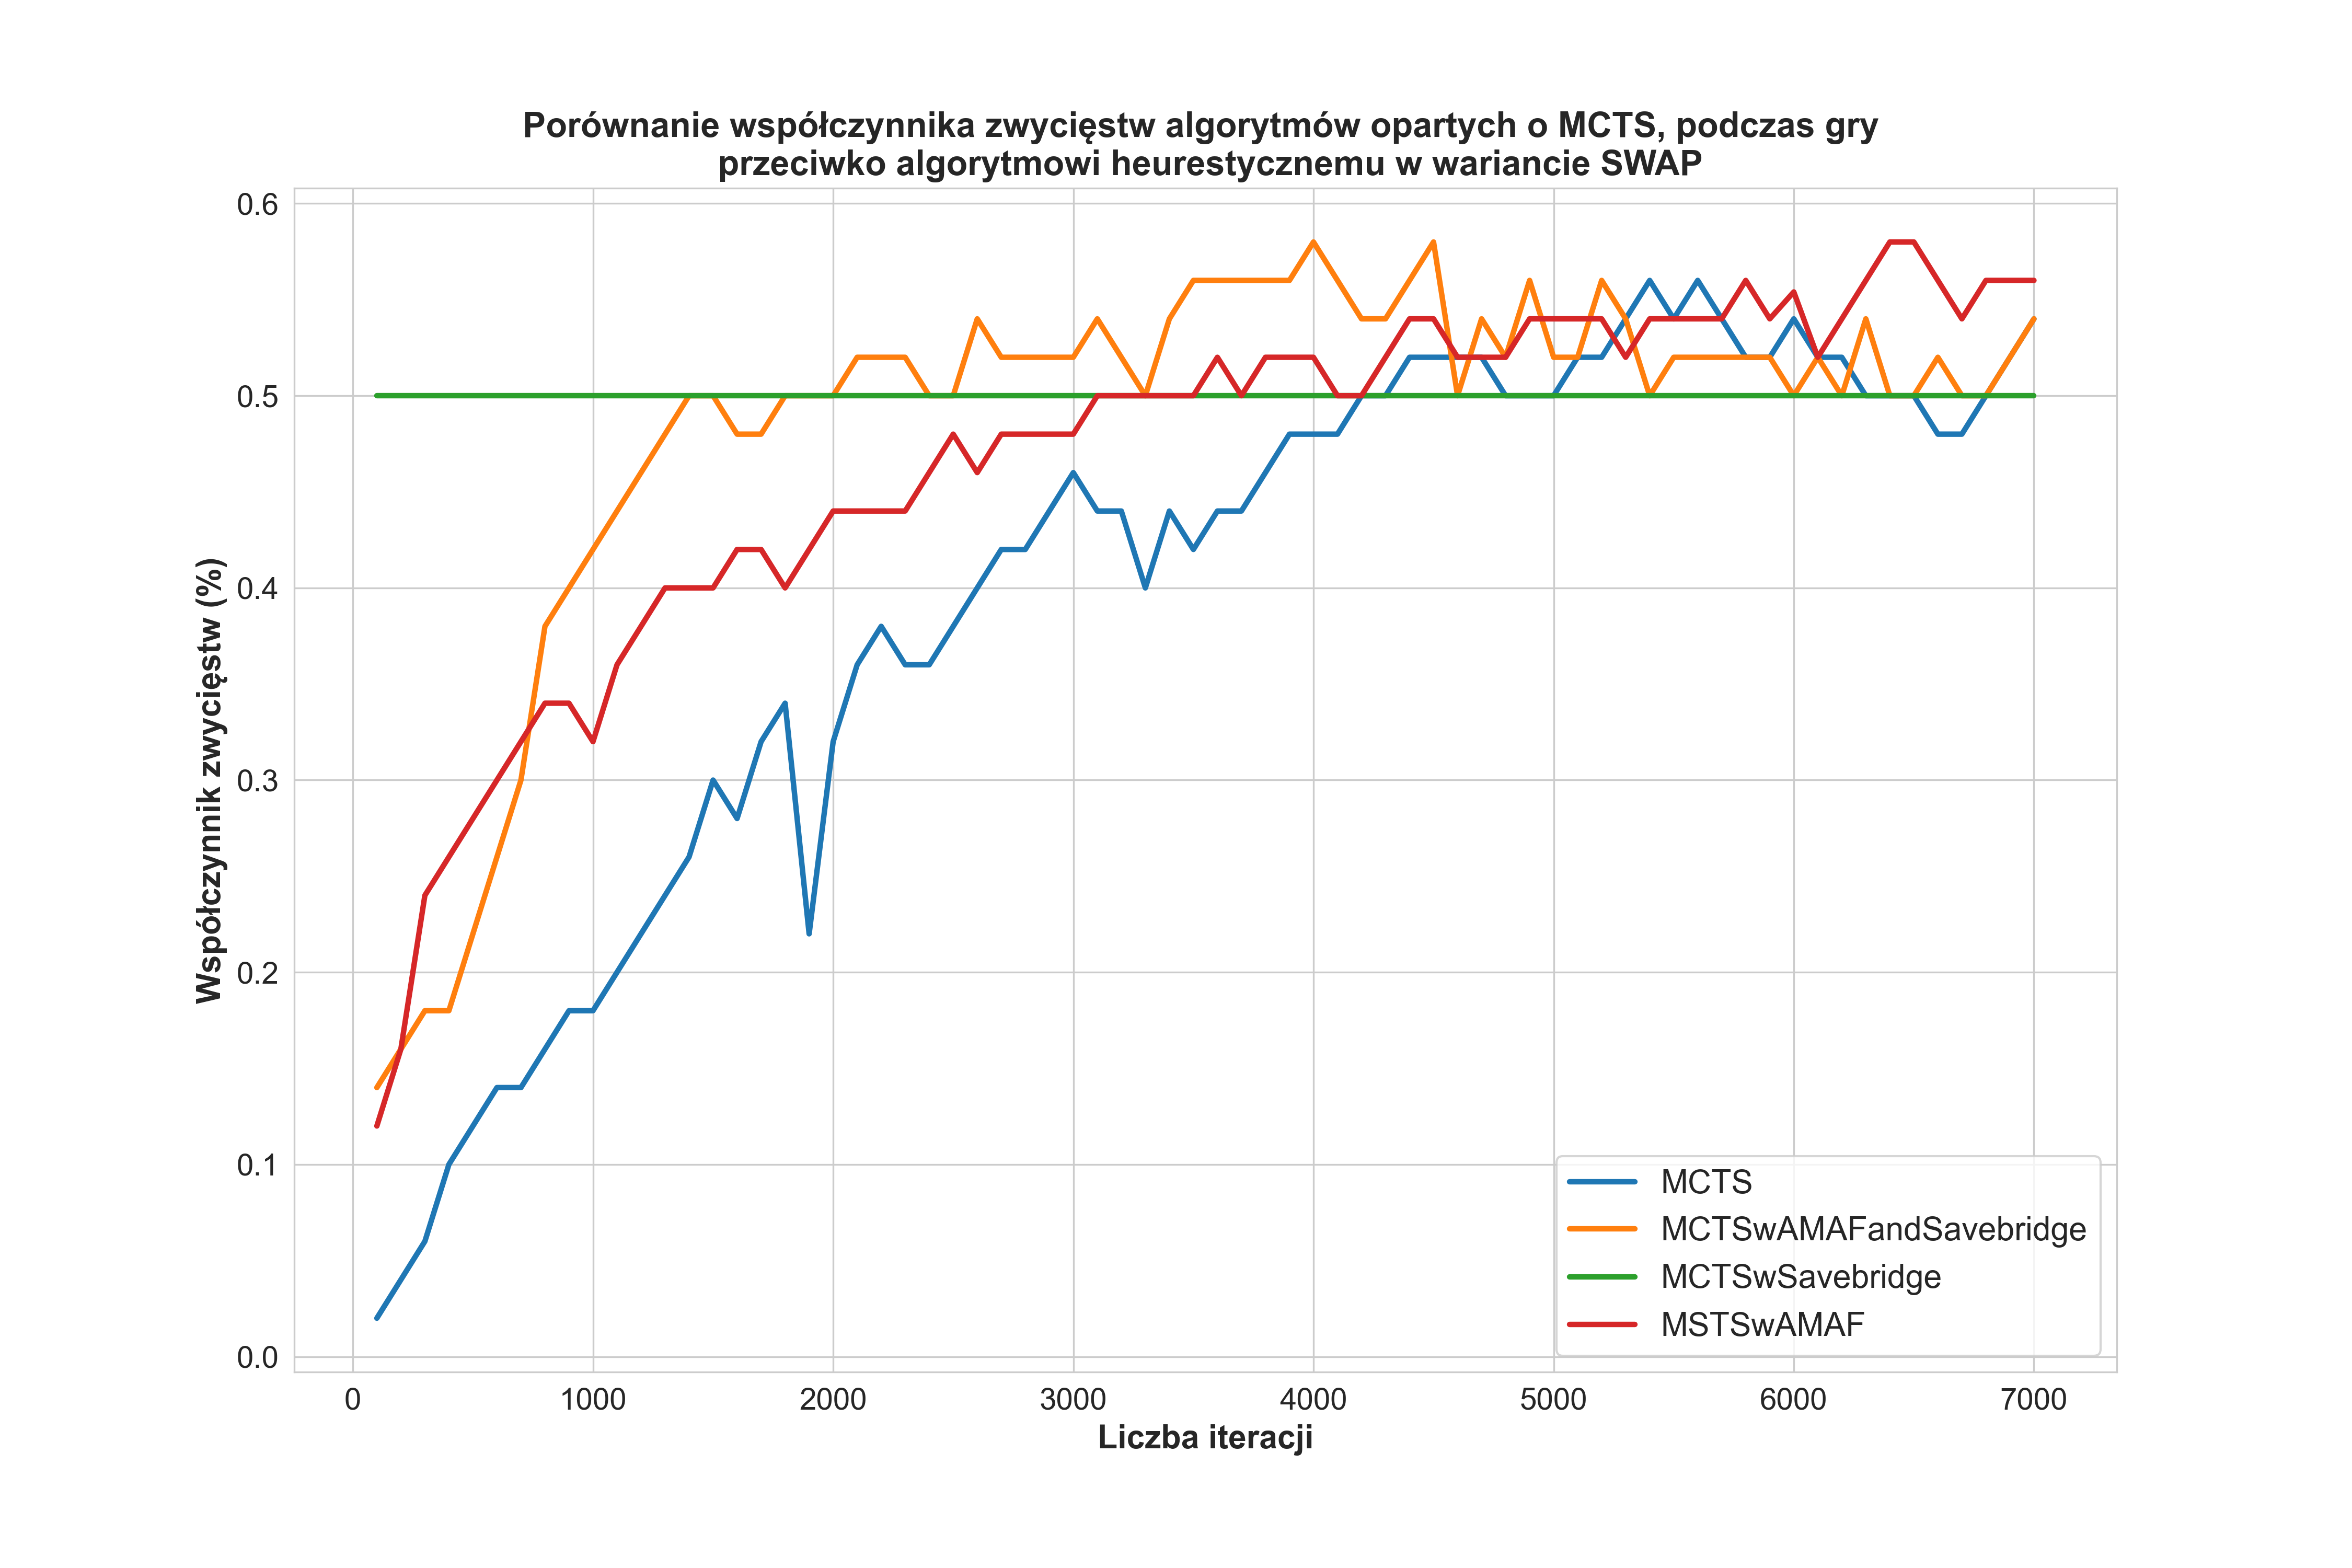 Porównanie współczynnika zwycięstw algorytmów opartych o MCTS, podczas gry
przeciwko algorytmowi heurestycznemu w wariancie SWAP
Współczynnik zwycięstw (%)
0.6
0.5
0.4
0.3
0.2
0.1
0.0
MCTS
MCTSwAMAFandSavebridge
MCTSwSavebridge
MSTSwAMAF
0 1000 2000 3000 4000 5000 6000 7000
Liczba iteracji